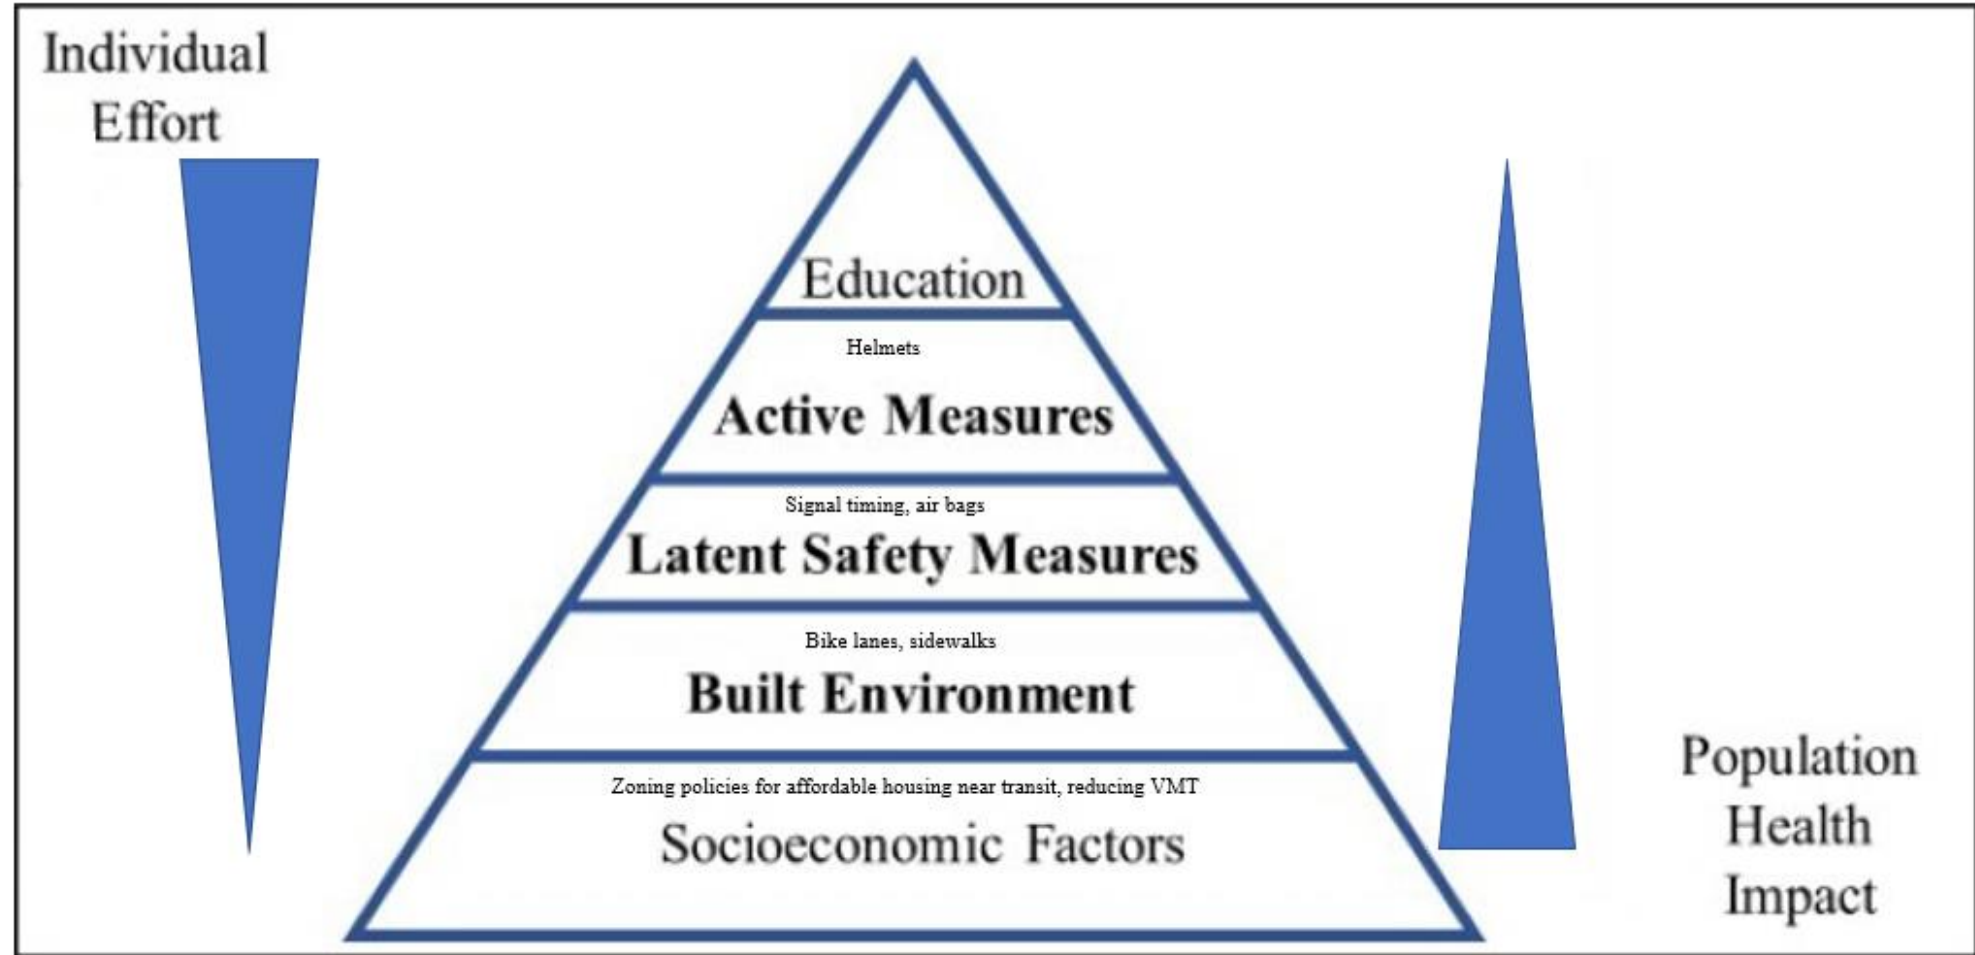 Individual
Effort
Education
Helmets
Active Measures
Signal timing, air bags
Latent Safety Measures
Bike lanes, sidewalks
Built Environment
Zoning policies for affordable housing near transit, reducing VMT
Socioeconomic Factors
Population
Health
Impact